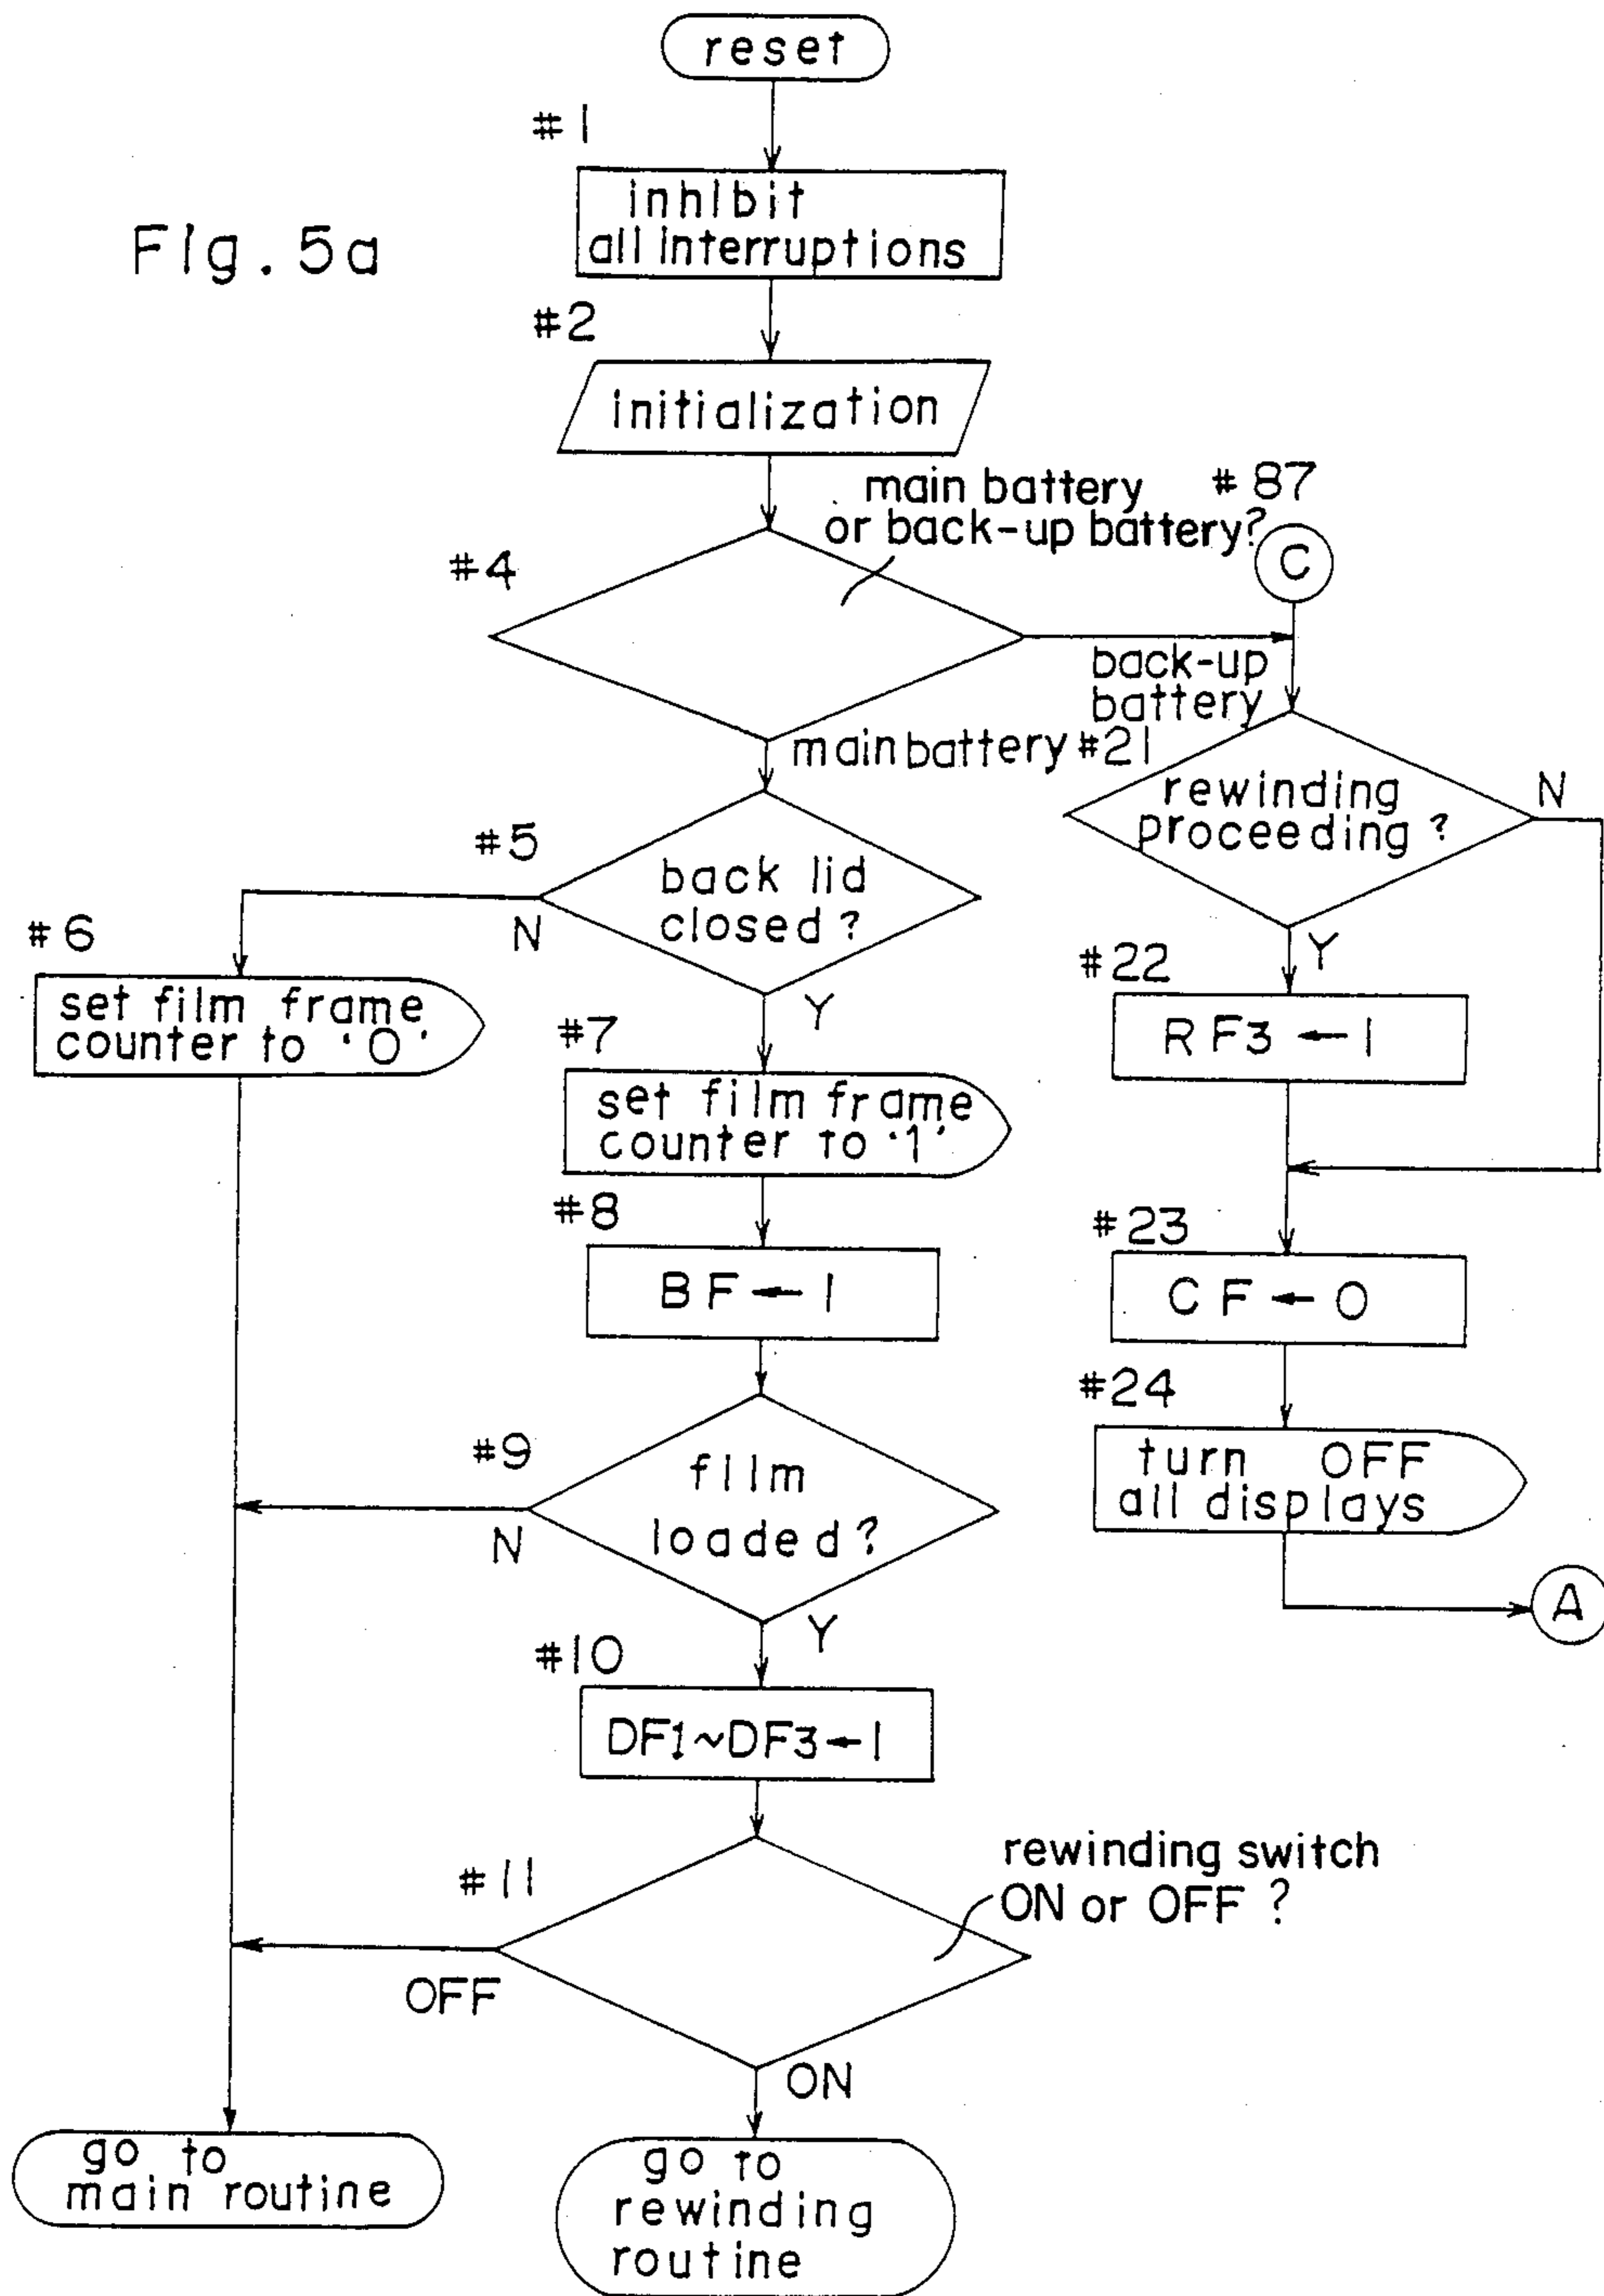 reset
#1
inhibit
all interruptions
Fig. 5a
#2
initialization
main battery
or back-up battery?
#87
C
#4
back-up
battery
main battery
#21
rewinding
proceeding ?
N
#5
back lid
closed ?
N
Y
#6
set film frame
counter to '0'
Y
#22
RF3 ← 1
#7
set film frame
counter to '1'
#8
BF ← 1
#23
CF ← 0
#24
turn OFF
all displays
A
#9
film
loaded?
N
Y
#10
DF1~DF3 ← 1
#11
rewinding switch
ON or OFF ?
OFF
ON
go to
main routine
go to
rewinding
routine